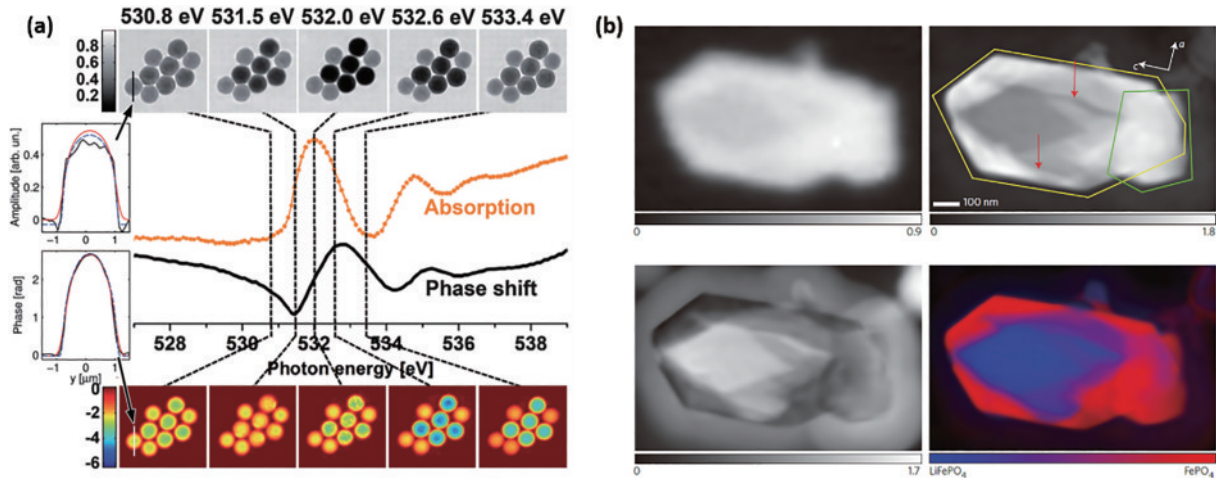 (a)
530.8 eV 531.5 eV 532.0 eV 532.6 eV 533.4 eV
0.8
0.6
0.4
0.2
Amplitude [arb. un.]
0.4
0.2
0
−1 0 1
Absorption
Phase [rad]
2
0
−1 0 1
y [µm]
Phase shift
528 530 532 534 536 538
Photon energy [eV]
0
-2
-4
-6
(b)
a
c
100 nm
0 0.9
0 1.8
0 1.7
LiFePO4 FePO4